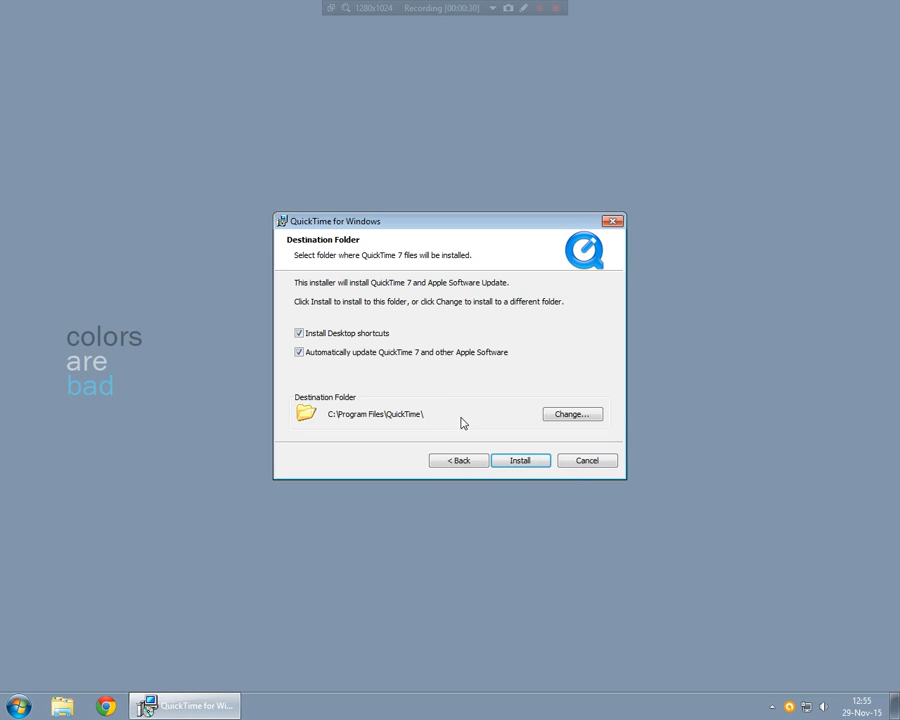 1280x1024 Recording [00:00:30]
QuickTime for Windows
Destination Folder
Select folder where QuickTime 7 files will be installed.
This installer will install QuickTime 7 and Apple Software Update.
Click Install to install to this folder, or click Change to install to a different folder.
Install Desktop shortcuts
Automatically update QuickTime 7 and other Apple Software
Destination Folder
C:\Program Files\QuickTime\
Change...
< Back
Install
Cancel
colors
are
bad
QuickTime for Wi...
12:55
29-Nov-15